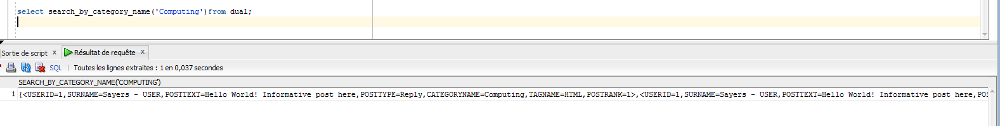 select search_by_category_name('Computing')from dual;
Sortie de script x Résultat de requête x
SQL | Toutes les lignes extraites : 1 en 0,037 secondes
SEARCH_BY_CATEGORY_NAME('COMPUTING')
1 {<USERID=1,SURNAME=Sayers - USER,POSTTEXT=Hello World! Informative post here,POSTTYPE=Reply,CATEGORYNAME=Computing,TAGNAME=HTML,POSTRANK=1>,<USERID=1,SURNAME=Sayers - USER,POSTTEXT=Hello World! Informative post here,POS